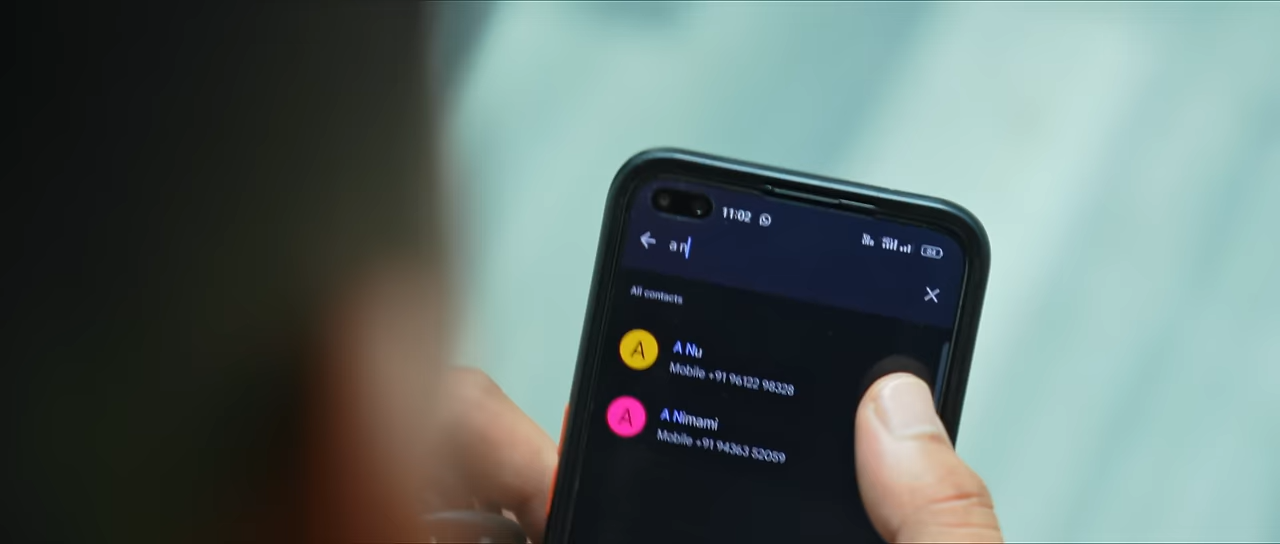 11:02
a n
All contacts
A
A Nu
Mobile +91 96122 98328
A
A Nimami
Mobile +91 94363 52059